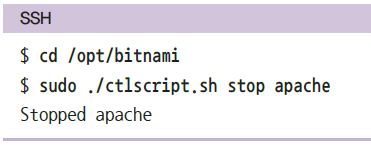 SSH
$ cd /opt/bitnami
$ sudo ./ctlscript.sh stop apache
Stopped apache